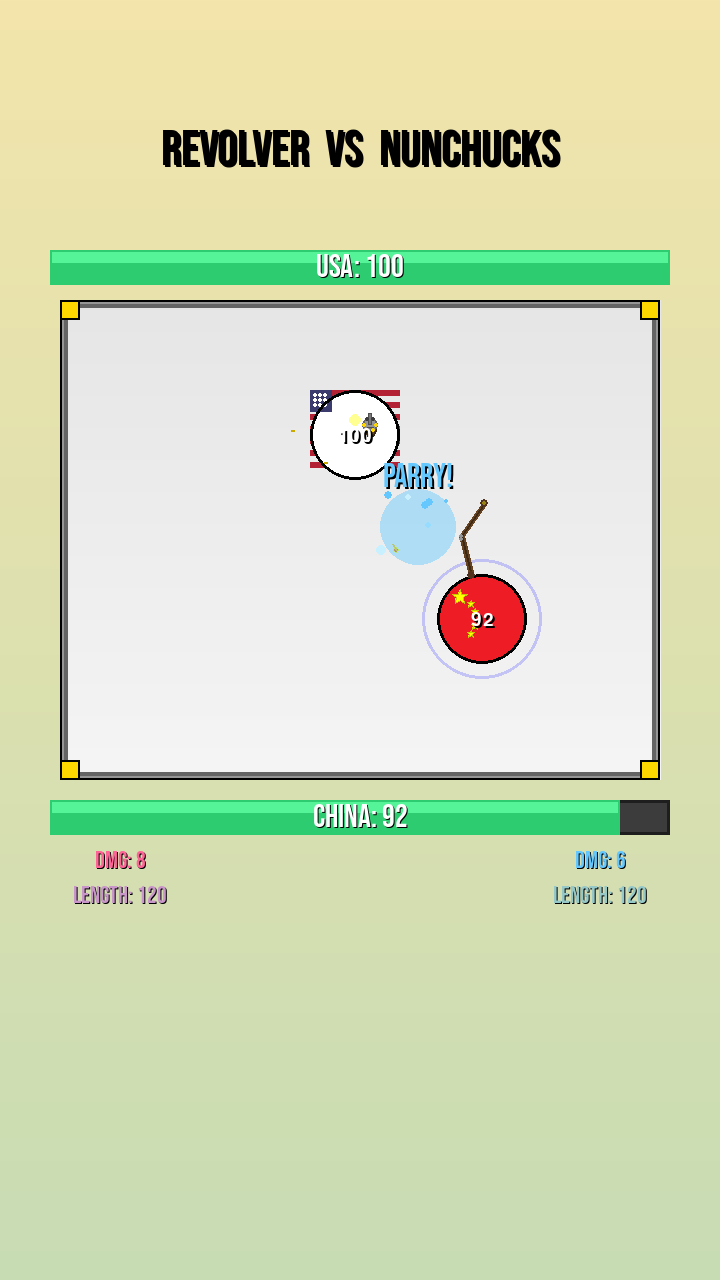 REVOLVER VS NUNCHUCKS
USA: 100
100
PARRY!
92
CHINA: 92
DMG: 8
DMG: 6
LENGTH: 120
LENGTH: 120